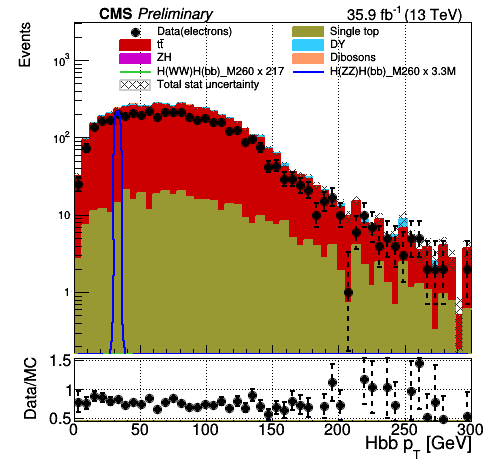 CMS Preliminary 35.9 fb⁻¹ (13 TeV)
Events
Data(electrons) Single top
tt̄ DY
ZH Dibosons
H(WW)H(bb)_M260 x 217 H(ZZ)H(bb)_M260 x 3.3M
Total stat uncertainty
10³
10²
10
1
Data/MC
1.5
1
0.5
0 50 100 150 200 250 300
Hbb p_T [GeV]